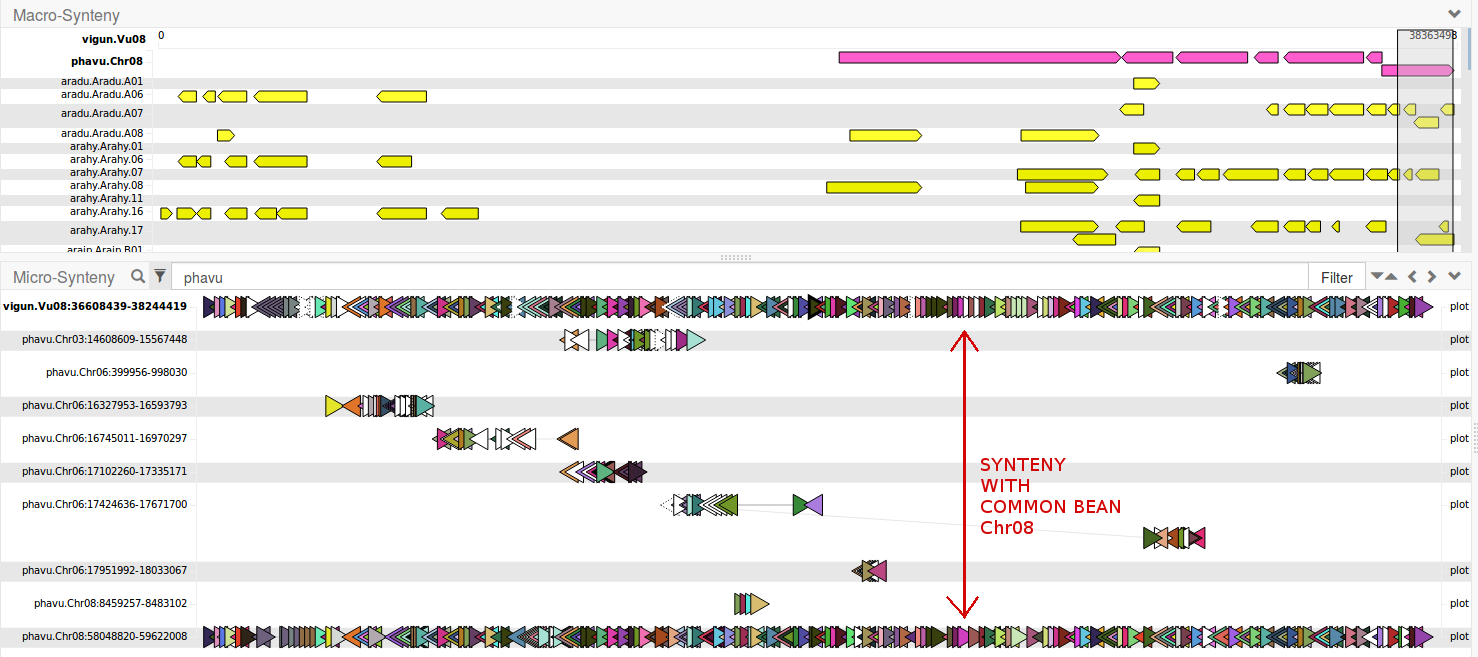 Macro-Synteny
vigun.Vu08 0 38363498
phavu.Chr08
aradu.Aradu.A01
aradu.Aradu.A06
aradu.Aradu.A07
aradu.Aradu.A08
arahy.Arahy.01
arahy.Arahy.06
arahy.Arahy.07
arahy.Arahy.08
arahy.Arahy.11
arahy.Arahy.16
arahy.Arahy.17
araip.Araip.B01
Micro-Synteny phavu Filter
vigun.Vu08:36608439-38244419 plot
phavu.Chr03:14608609-15567448 plot
phavu.Chr06:399956-998030 plot
phavu.Chr06:16327953-16593793 plot
phavu.Chr06:16745011-16970297 plot
phavu.Chr06:17102260-17335171 plot
SYNTENY
WITH
COMMON BEAN
Chr08
phavu.Chr06:17424636-17671700 plot
phavu.Chr06:17951992-18033067 plot
phavu.Chr08:8459257-8483102 plot
phavu.Chr08:58048820-59622008 plot